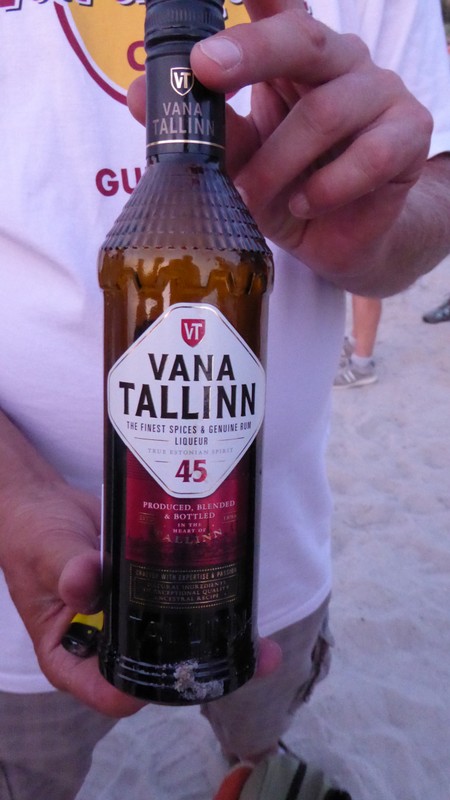 GU
VT
VANA
TALLINN
VT
VANA
TALLINN
THE FINEST SPICES & GENUINE RUM
LIQUEUR
TRUE ESTONIAN SPIRIT
45
PRODUCED, BLENDED
& BOTTLED
IN THE
HEART OF
TALLINN
CRAFTED WITH EXPERTISE & PASSION
NATURAL INGREDIENTS
EXCEPTIONAL QUALITY
ANCESTRAL RECIPE